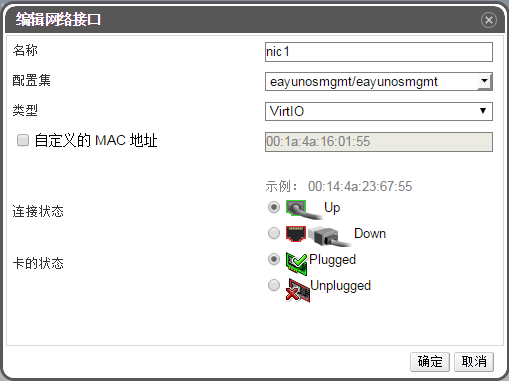 编辑网络接口
名称 nic1
配置集 eayunosmgmt/eayunosmgmt
类型 VirtIO
自定义的 MAC 地址 00:1a:4a:16:01:55
示例： 00:14:4a:23:67:55
连接状态 Up
Down
卡的状态 Plugged
Unplugged
确定 取消